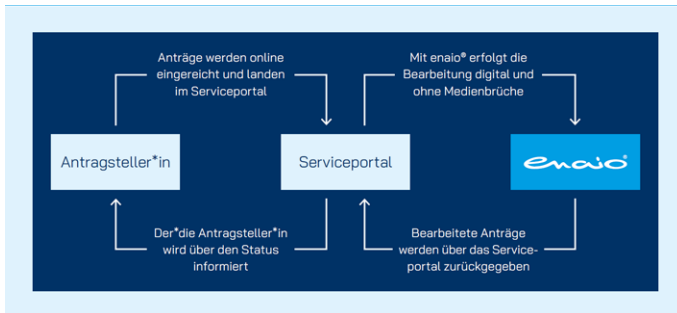 Anträge werden online
eingereicht und landen
im Serviceportal
Mit enaio® erfolgt die
Bearbeitung digital und
ohne Medienbrüche
Antragsteller*in
Serviceportal
enaio®
Der*die Antragsteller*in
wird über den Status
informiert
Bearbeitete Anträge
werden über das Service-
portal zurückgegeben